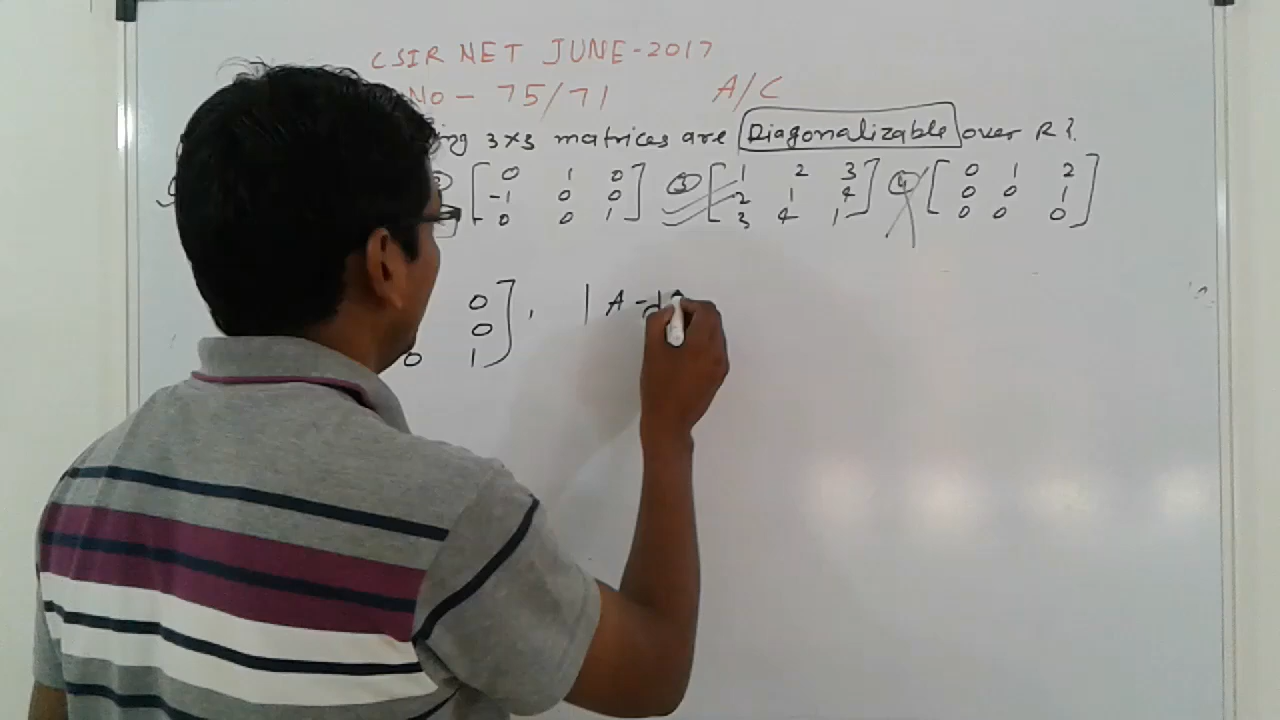 CSIR NET JUNE-2017
No - 75/71 A/C
3×3 matrices are Diagonalizable over R?
0 1 0 ③ 1 2 3 ④ 0 1 2
-1 0 0 2 1 4 0 0 1
0 0 1 3 4 1 0 0 0
0
0 , | A -
0 1